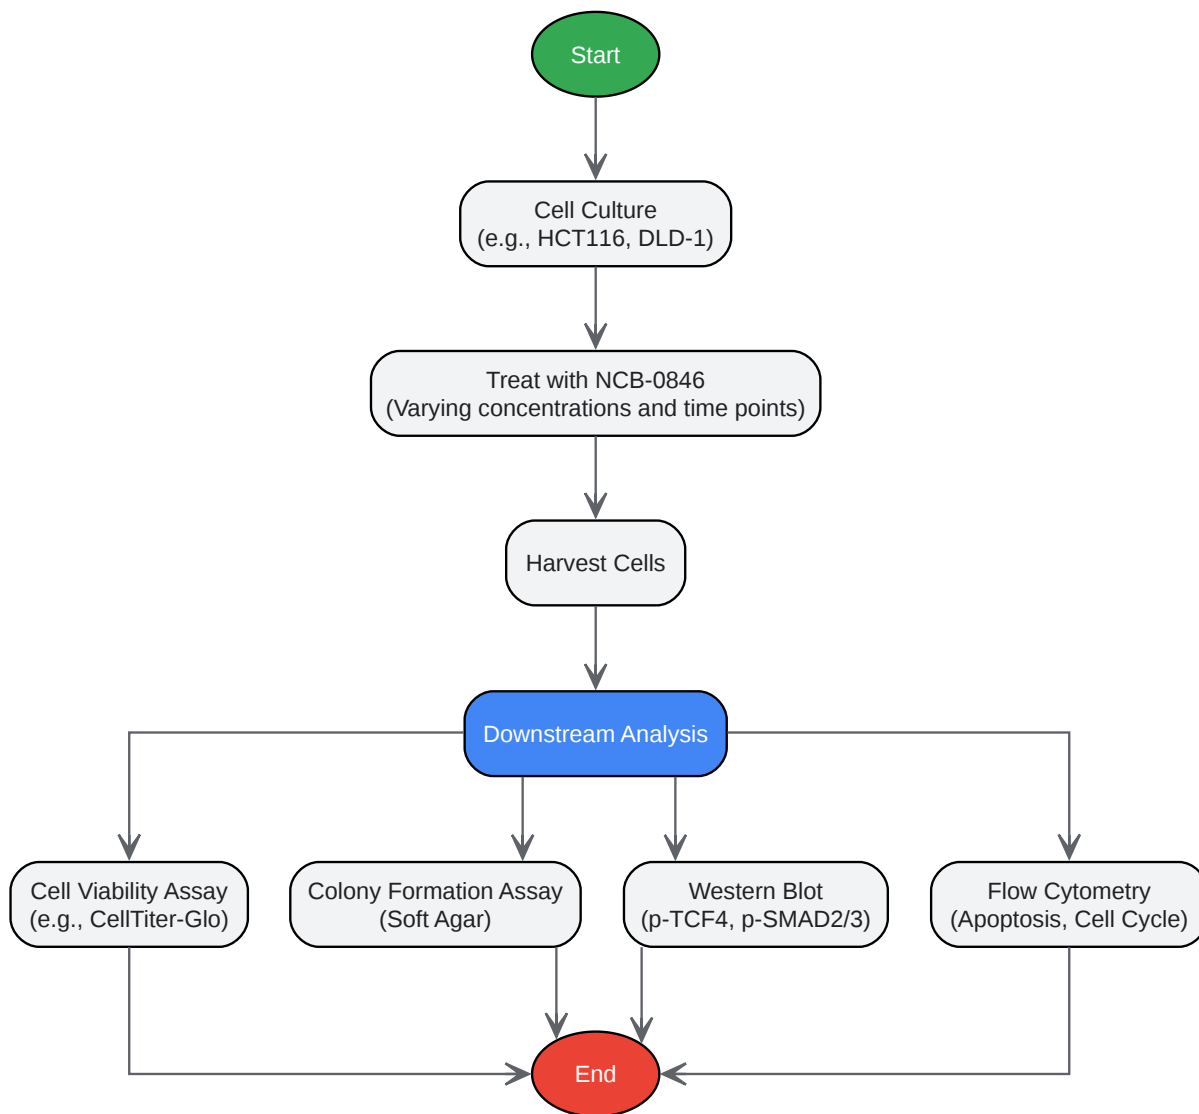 Start
Cell Culture
(e.g., HCT116, DLD-1)
Treat with NCB-0846
(Varying concentrations and time points)
Harvest Cells
Downstream Analysis
Cell Viability Assay
(e.g., CellTiter-Glo)
Colony Formation Assay
(Soft Agar)
Western Blot
(p-TCF4, p-SMAD2/3)
Flow Cytometry
(Apoptosis, Cell Cycle)
End